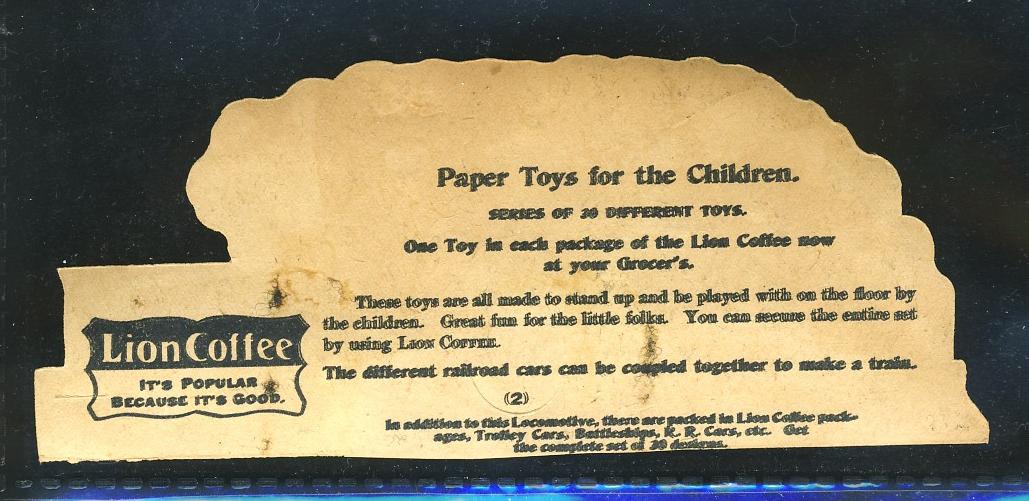 Paper Toys for the Children.
SERIES OF 30 DIFFERENT TOYS.
One Toy in each package of the Lion Coffee now
at your Grocer's.
These toys are all made to stand up and be played with on the floor by
the children. Great fun for the little folks. You can secure the entire set
by using LION COFFEE.
The different railroad cars can be coupled together to make a train.
Lion Coffee
IT'S POPULAR
BECAUSE IT'S GOOD.
(2)
In addition to this Locomotive, there are packed in Lion Coffee pack-
ages, Trolley Cars, Battleships, R. R. Cars, etc. Get
the complete set of 30 designs.